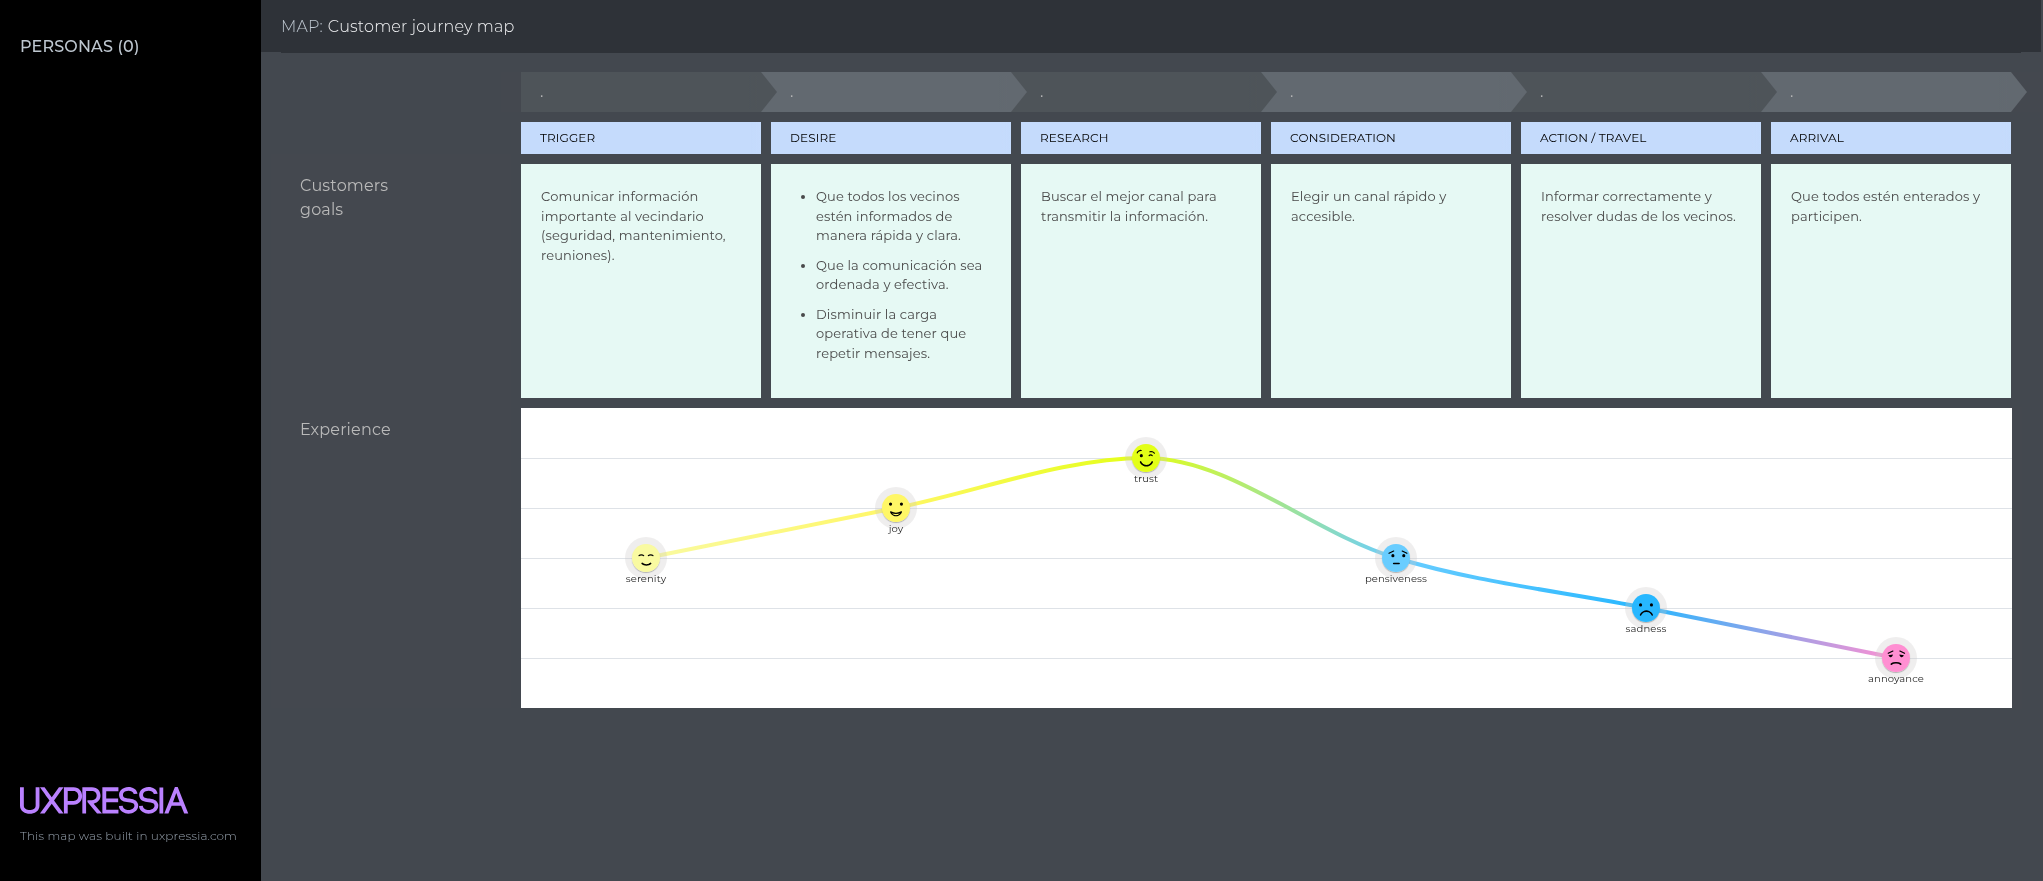 PERSONAS (0)
MAP: Customer journey map
. . . . . .
TRIGGER
DESIRE
RESEARCH
CONSIDERATION
ACTION / TRAVEL
ARRIVAL
Customers
goals
Comunicar información
importante al vecindario
(seguridad, mantenimiento,
reuniones).
• Que todos los vecinos
estén informados de
manera rápida y clara.
• Que la comunicación sea
ordenada y efectiva.
• Disminuir la carga
operativa de tener que
repetir mensajes.
Buscar el mejor canal para
transmitir la información.
Elegir un canal rápido y
accesible.
Informar correctamente y
resolver dudas de los vecinos.
Que todos estén enterados y
participen.
Experience
serenity
joy
trust
pensiveness
sadness
annoyance
UXPRESSIA
This map was built in uxpressia.com